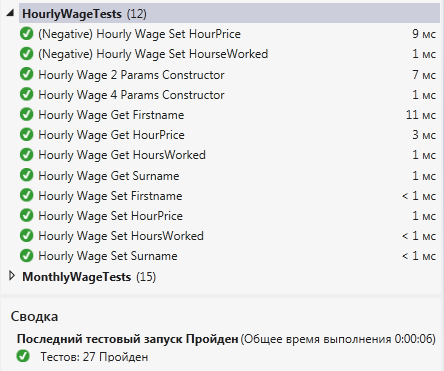 HourlyWageTests (12)
(Negative) Hourly Wage Set HourPrice 9 мс
(Negative) Hourly Wage Set HourseWorked 1 мс
Hourly Wage 2 Params Constructor 7 мс
Hourly Wage 4 Params Constructor 1 мс
Hourly Wage Get Firstname 11 мс
Hourly Wage Get HourPrice 3 мс
Hourly Wage Get HoursWorked 1 мс
Hourly Wage Get Surname 1 мс
Hourly Wage Set Firstname < 1 мс
Hourly Wage Set HourPrice 1 мс
Hourly Wage Set HoursWorked < 1 мс
Hourly Wage Set Surname < 1 мс
MonthlyWageTests (15)
Сводка
Последний тестовый запуск Пройден (Общее время выполнения 0:00:06)
Тестов: 27 Пройден